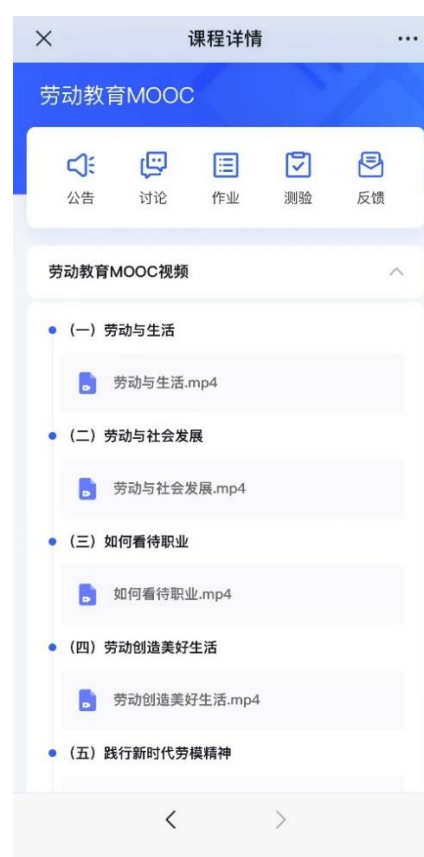 课程详情
劳动教育MOOC
公告 讨论 作业 测验 反馈
劳动教育MOOC视频
（一）劳动与生活
劳动与生活.mp4
（二）劳动与社会发展
劳动与社会发展.mp4
（三）如何看待职业
如何看待职业.mp4
（四）劳动创造美好生活
劳动创造美好生活.mp4
（五）践行新时代劳模精神